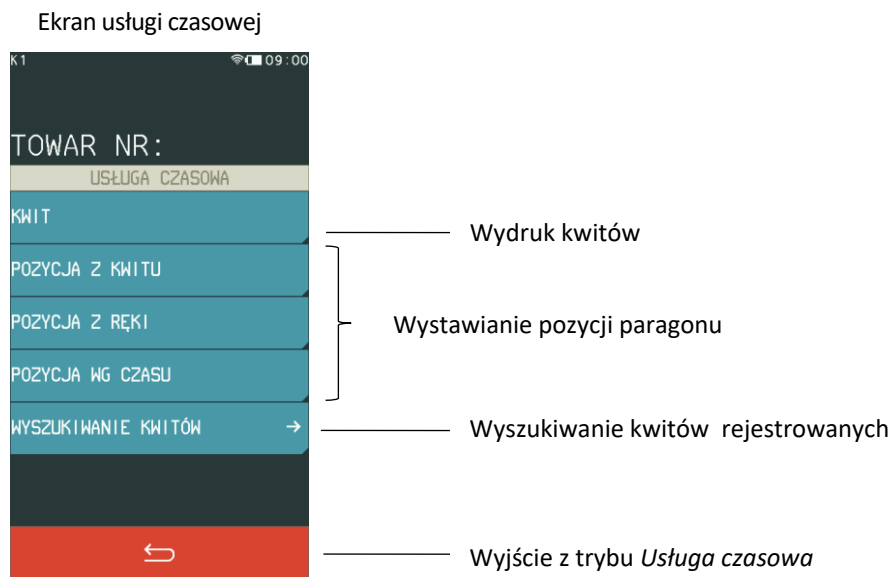 Ekran usługi czasowej
K1 09:00
TOWAR NR:
USŁUGA CZASOWA
KWIT
Wydruk kwitów
POZYCJA Z KWITU
POZYCJA Z RĘKI
Wystawianie pozycji paragonu
POZYCJA WG CZASU
WYSZUKIWANIE KWITÓW →
Wyszukiwanie kwitów rejestrowanych
Wyjście z trybu Usługa czasowa